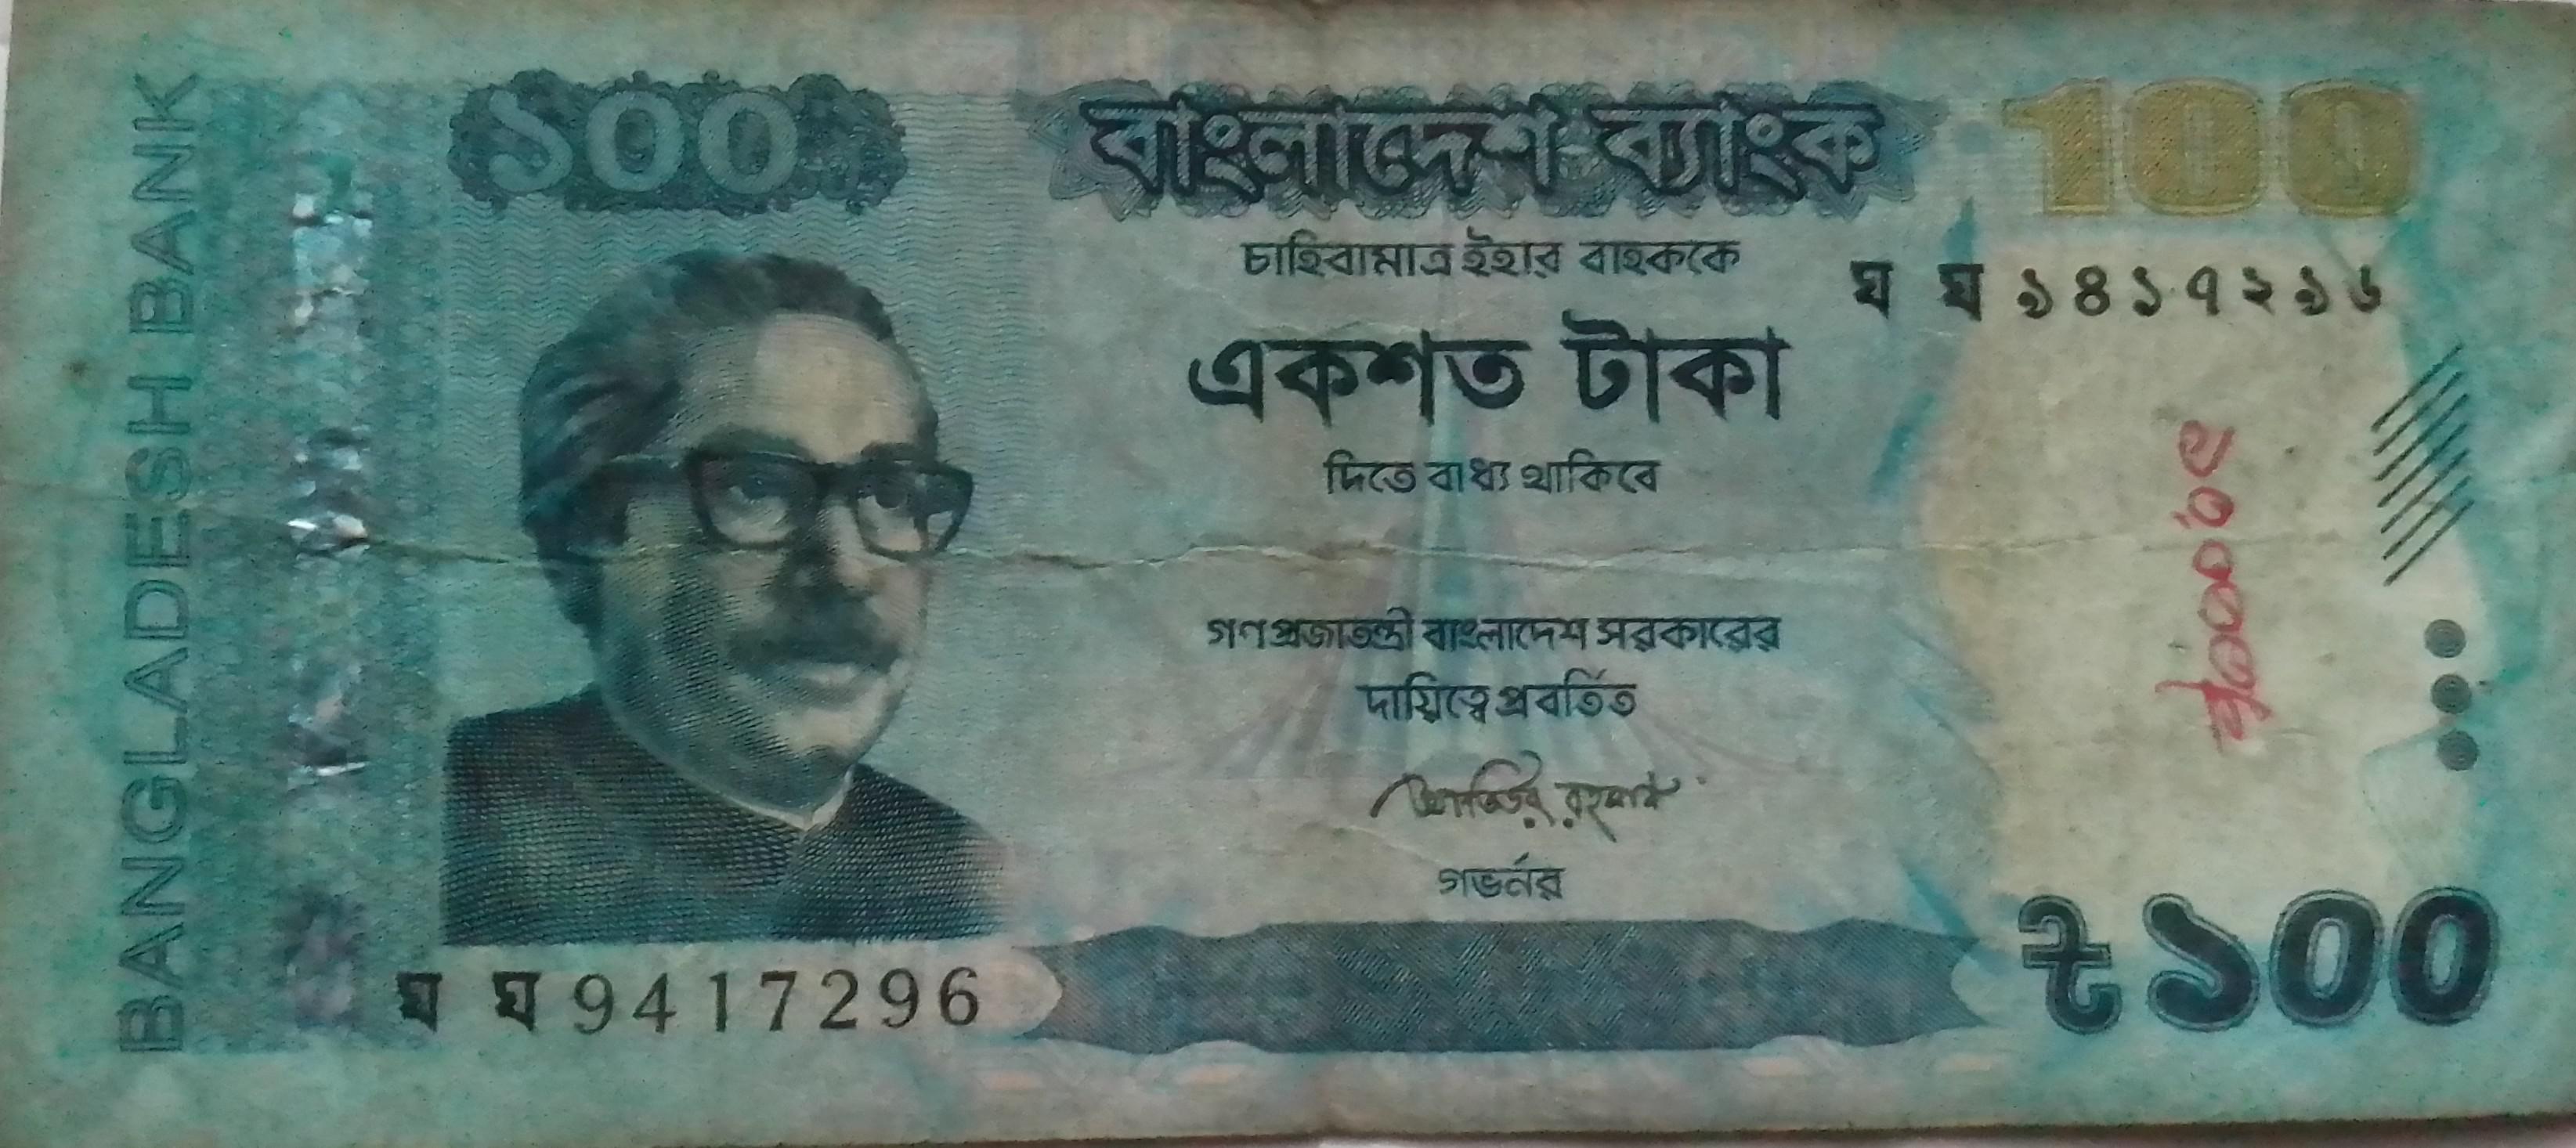 BANGLADESH BANK
১০০
বাংলাদেশ ব্যাংক
100
চাহিবামাত্র ইহার বাহককে
ঘ ঘ ৯৪১৭২৯৬
একশত টাকা
দিতে বাধ্য থাকিবে
গণপ্রজাতন্ত্রী বাংলাদেশ সরকারের
দায়িত্বে প্রবর্তিত
আতিউর রহমান
গভর্নর
৳১০০
ঘ ঘ 9417296